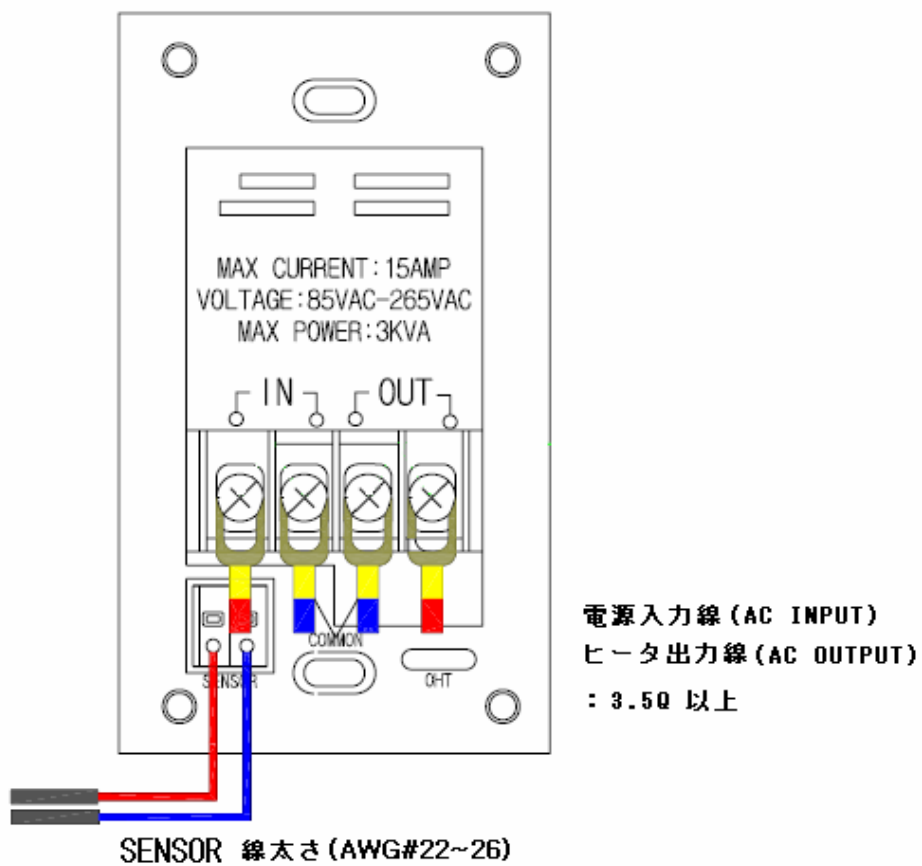 MAX CURRENT:15AMP
VOLTAGE:85VAC-265VAC
MAX POWER:3KVA
IN OUT
COMMON
SENSOR
OHT
電源入力線(AC INPUT)
ヒータ出力線(AC OUTPUT)
:3.5Q 以上
SENSOR 線太さ(AWG#22~26)